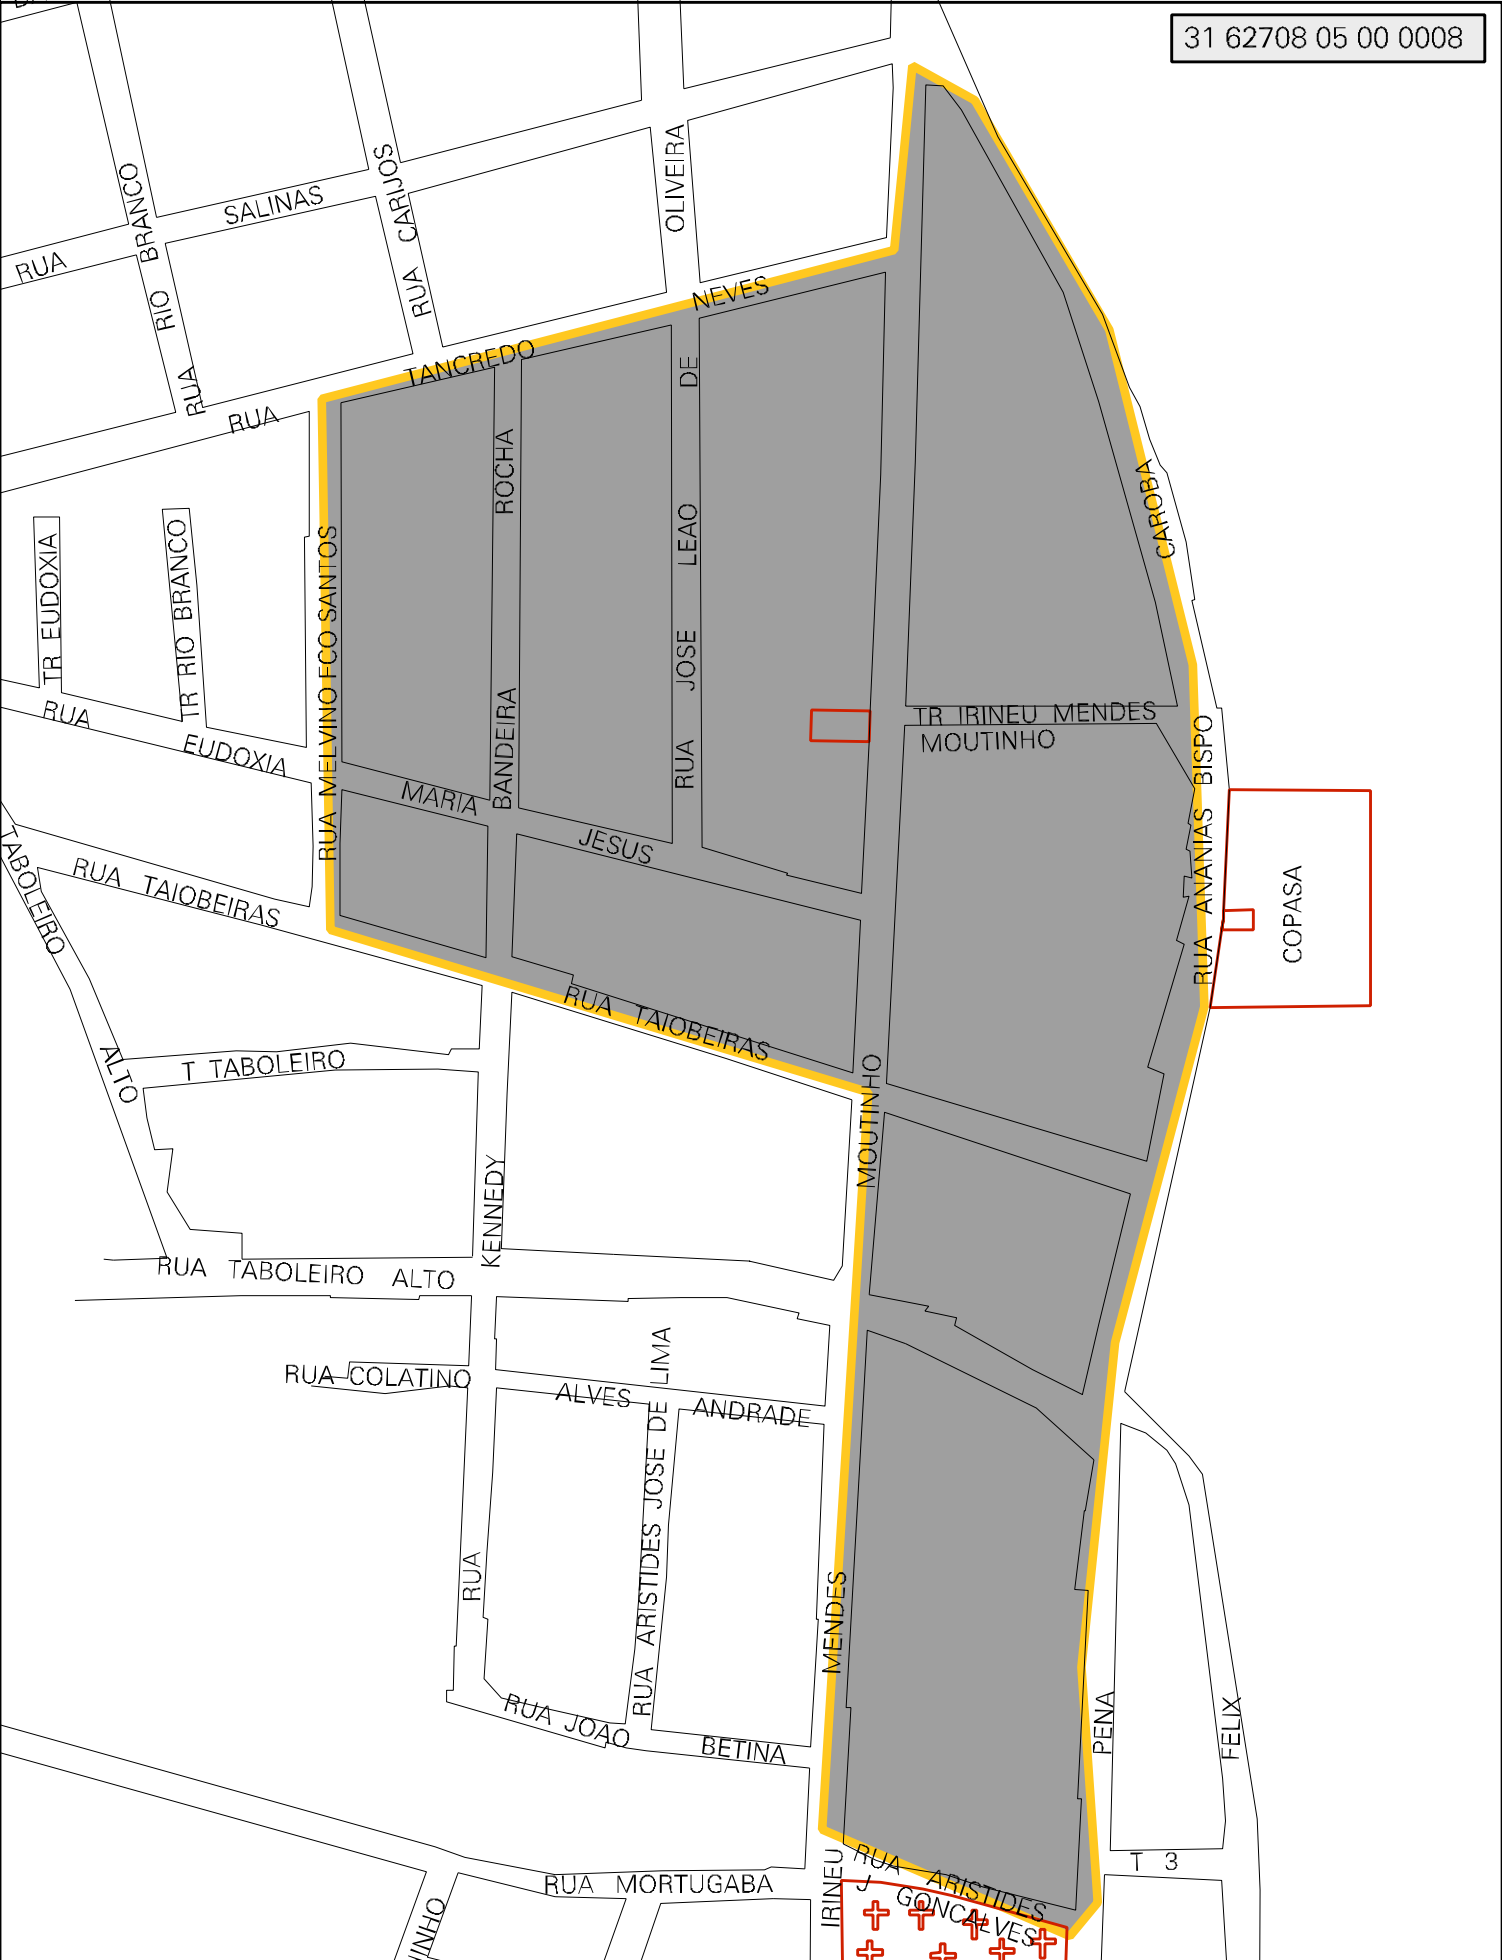 31 62708 05 00 0008
RUA SALINAS
RUA RIO BRANCO
RUA CARIJOS
OLIVEIRA
RUA TANCREDO NEVES
ROCHA
DE
LEAO
JOSE
RUA
BANDEIRA
CAROBA
TR EUDOXIA
TR RIO BRANCO
RUA MELVINO FCO SANTOS
RUA EUDOXIA
MARIA JESUS
TR IRINEU MENDES
MOUTINHO
RUA ANANIAS BISPO
COPASA
TABOLEIRO
ALTO
RUA TAIOBEIRAS
RUA TAIOBEIRAS
T TABOLEIRO
MOUTINHO
KENNEDY
RUA TABOLEIRO ALTO
RUA COLATINO
ALVES ANDRADE
RUA ARISTIDES JOSE DE LIMA
RUA
MENDES
RUA JOAO BETINA
PENA
FELIX
T 3
RUA MORTUGABA
IRINEU
RUA ARISTIDES
J GONCALVES
INHO